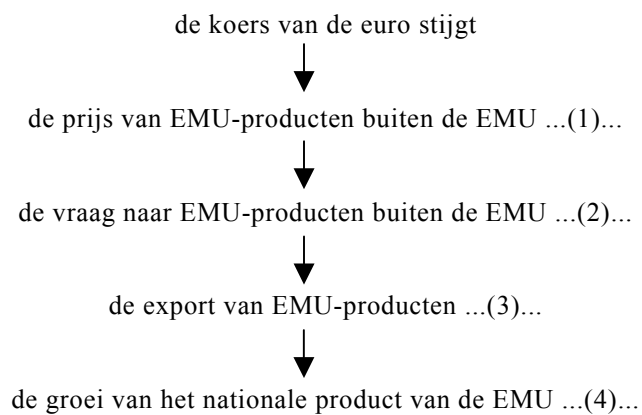 de koers van de euro stijgt
de prijs van EMU-producten buiten de EMU ...(1)...
de vraag naar EMU-producten buiten de EMU ...(2)...
de export van EMU-producten ...(3)...
de groei van het nationale product van de EMU ...(4)...